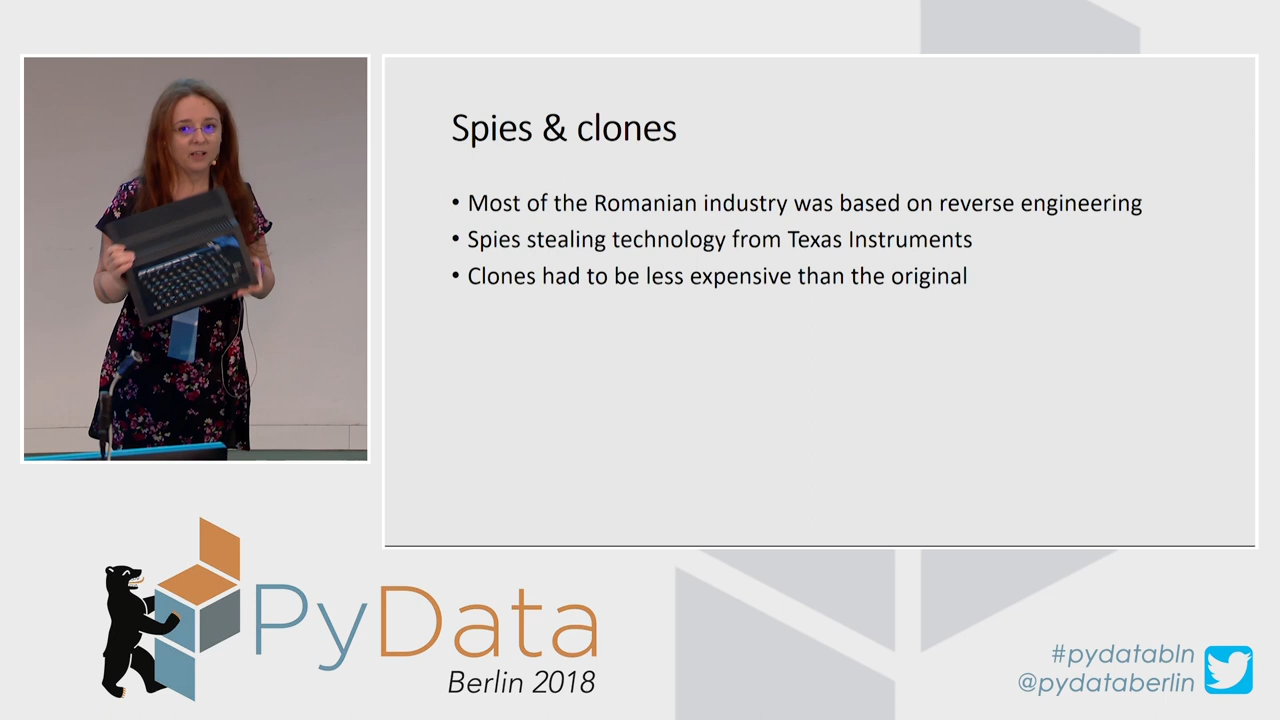 Spies & clones
• Most of the Romanian industry was based on reverse engineering
• Spies stealing technology from Texas Instruments
• Clones had to be less expensive than the original
PyData
Berlin 2018
#pydatabln
@pydataberlin